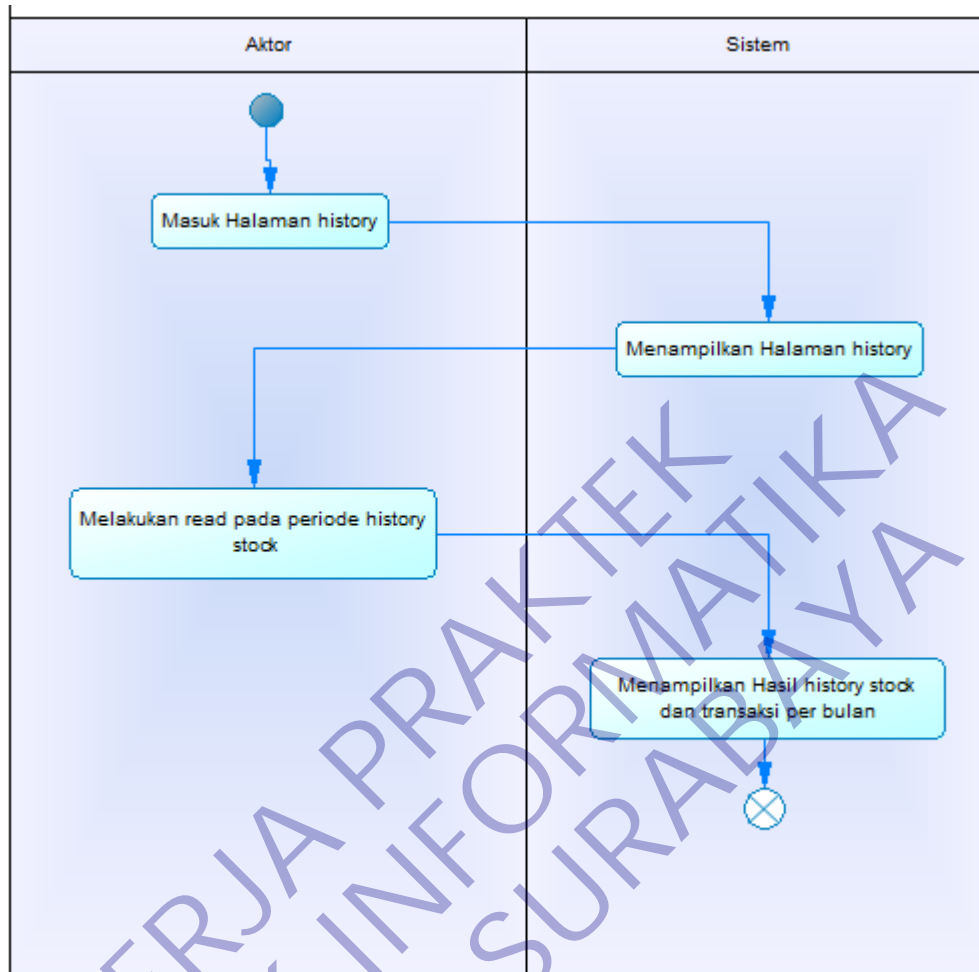 Aktor
Sistem
Masuk Halaman history
Menampilkan Halaman history
Melakukan read pada periode history
stock
Menampilkan Hasil history stock
dan transaksi per bulan
ERJA PRAKTEK
K INFORMATIKA
SURABAYA